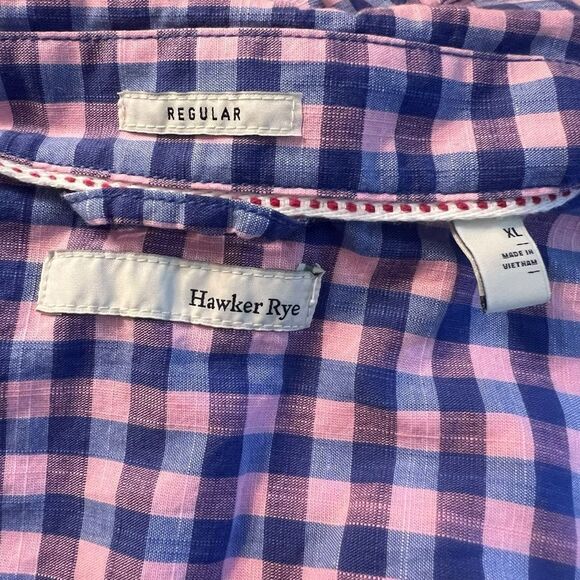 REGULAR
XL
MADE IN
VIETNAM
Hawker Rye